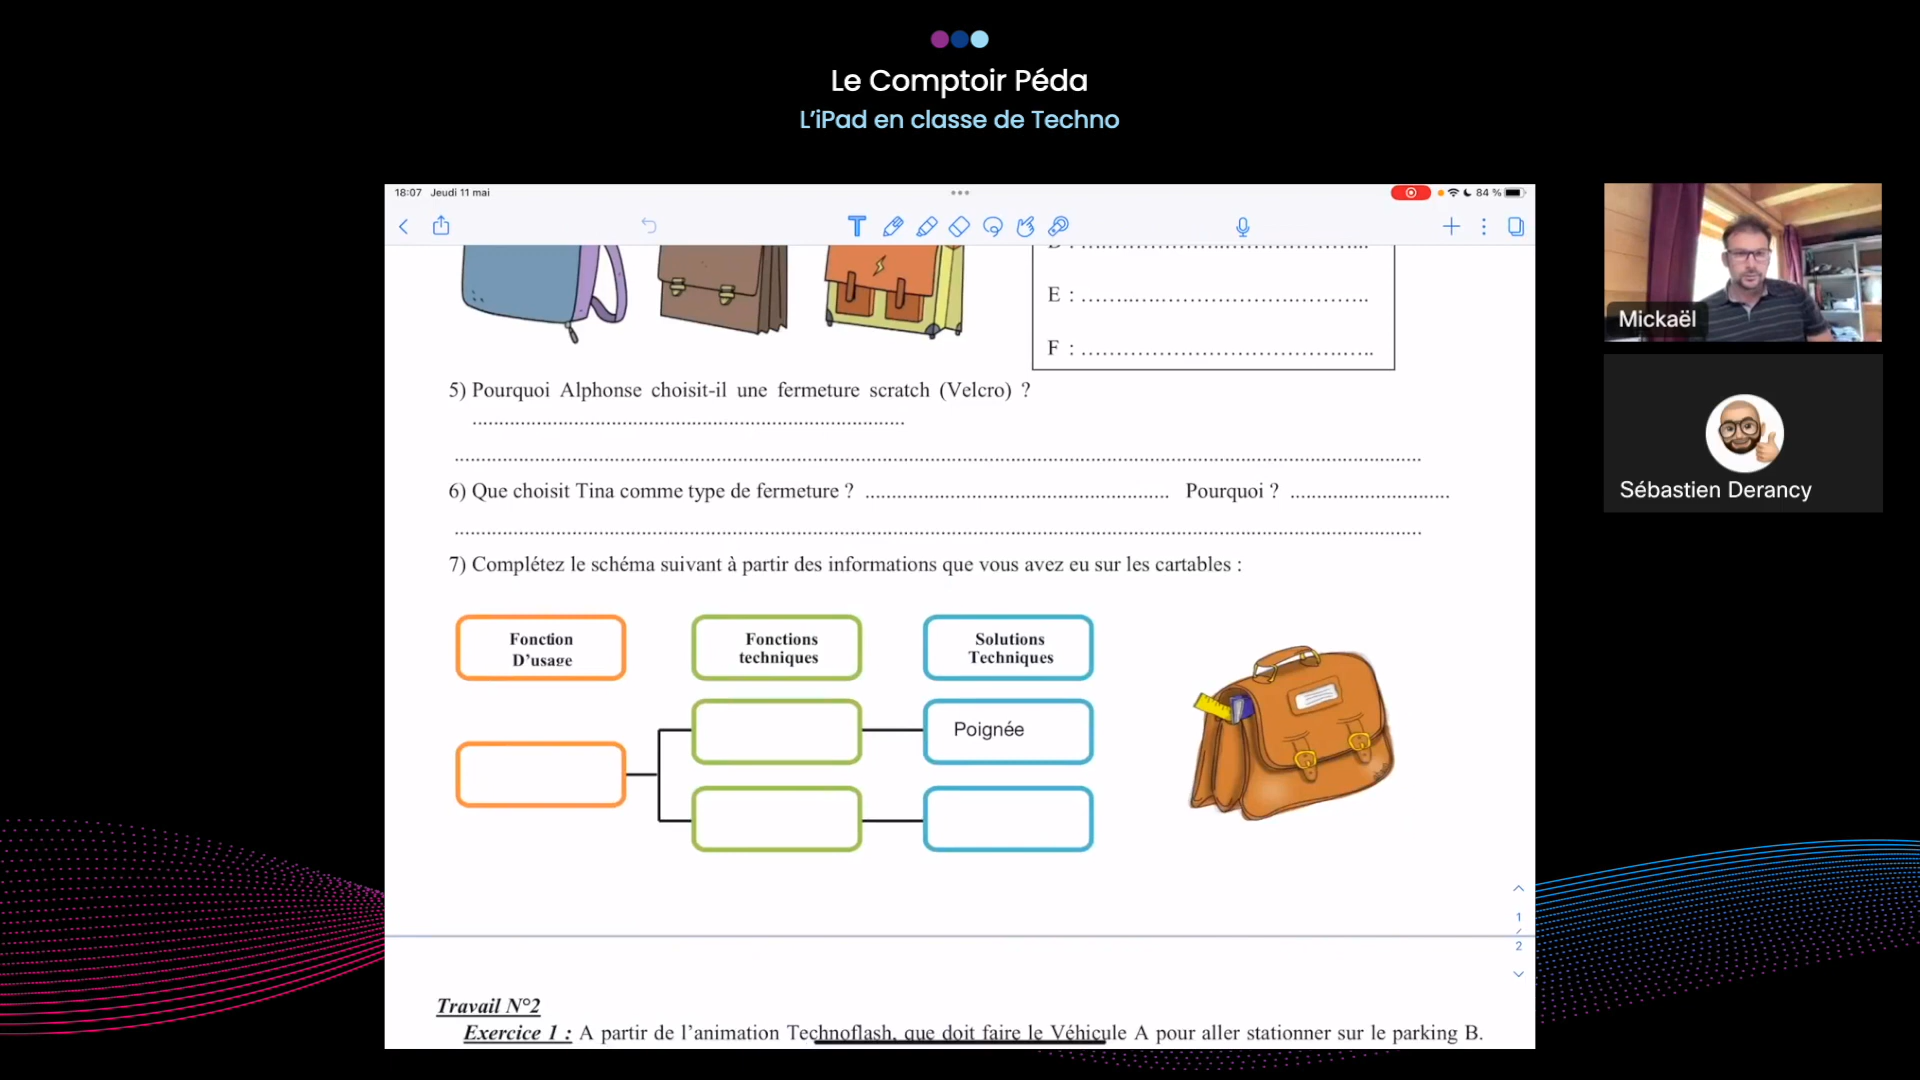 Le Comptoir Péda
L'iPad en classe de Techno
18:07 Jeudi 11 mai
84 %
E : ........................................
F : ........................................
5) Pourquoi Alphonse choisit-il une fermeture scratch (Velcro) ?
6) Que choisit Tina comme type de fermeture ? ........................................ Pourquoi ? ..............................
7) Complétez le schéma suivant à partir des informations que vous avez eu sur les cartables :
Fonction
D'usage
Fonctions
techniques
Solutions
Techniques
Poignée
1
/
2
Travail N°2
Exercice 1 : A partir de l'animation Technoflash, que doit faire le Véhicule A pour aller stationner sur le parking B.
Mickaël
Sébastien Derancy